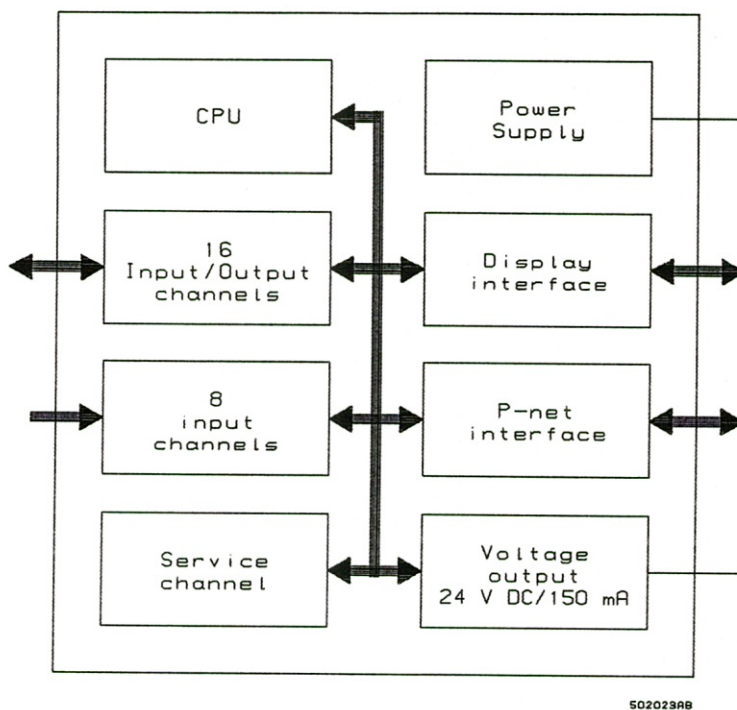 CPU
Power
Supply
16
Input/Output
channels
Display
interface
8
input
channels
P-net
interface
Service
channel
Voltage
output
24 V DC/150 mA
502023AB